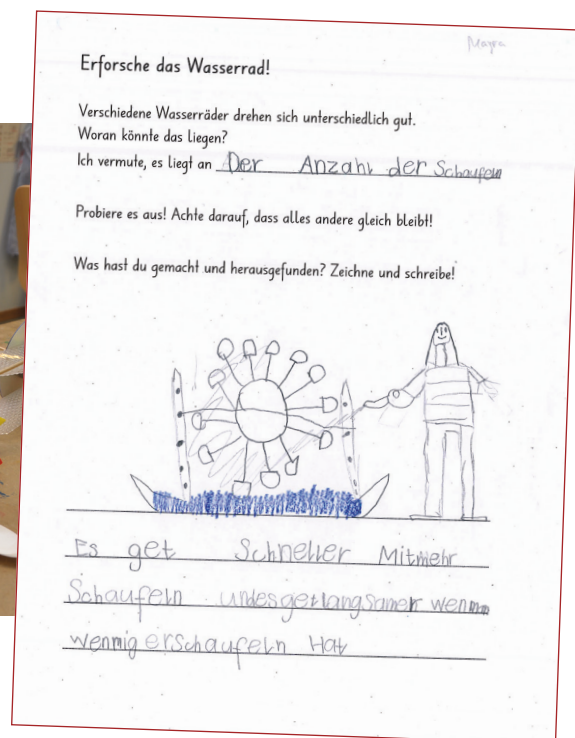 Mayra
Erforsche das Wasserrad!
Verschiedene Wasserräder drehen sich unterschiedlich gut.
Woran könnte das liegen?
Ich vermute, es liegt an Der Anzahl der Schaufeln
Probiere es aus! Achte darauf, dass alles andere gleich bleibt!
Was hast du gemacht und herausgefunden? Zeichne und schreibe!
Es get Schneller Mitmehr
Schaufeln undesgetlangsamer wenn
wenmigerschaufeln Hat